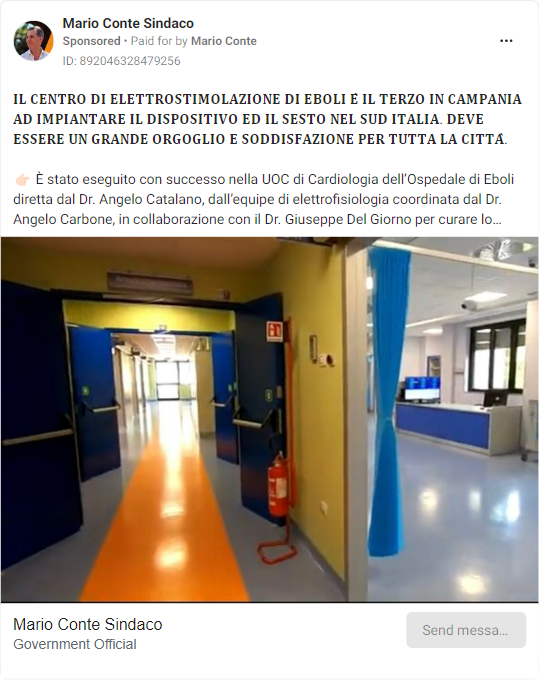 Mario Conte Sindaco
Sponsored • Paid for by Mario Conte
ID: 892046328479256
IL CENTRO DI ELETTROSTIMOLAZIONE DI EBOLI É IL TERZO IN CAMPANIA
AD IMPIANTARE IL DISPOSITIVO ED IL SESTO NEL SUD ITALIA. DEVE
ESSERE UN GRANDE ORGOGLIO E SODDISFAZIONE PER TUTTA LA CITTÁ.
👉🏻 È stato eseguito con successo nella UOC di Cardiologia dell’Ospedale di Eboli
diretta dal Dr. Angelo Catalano, dall’equipe di elettrofisiologia coordinata dal Dr.
Angelo Carbone, in collaborazione con il Dr. Giuseppe Del Giorno per curare lo…
Mario Conte Sindaco
Government Official
Send messa…